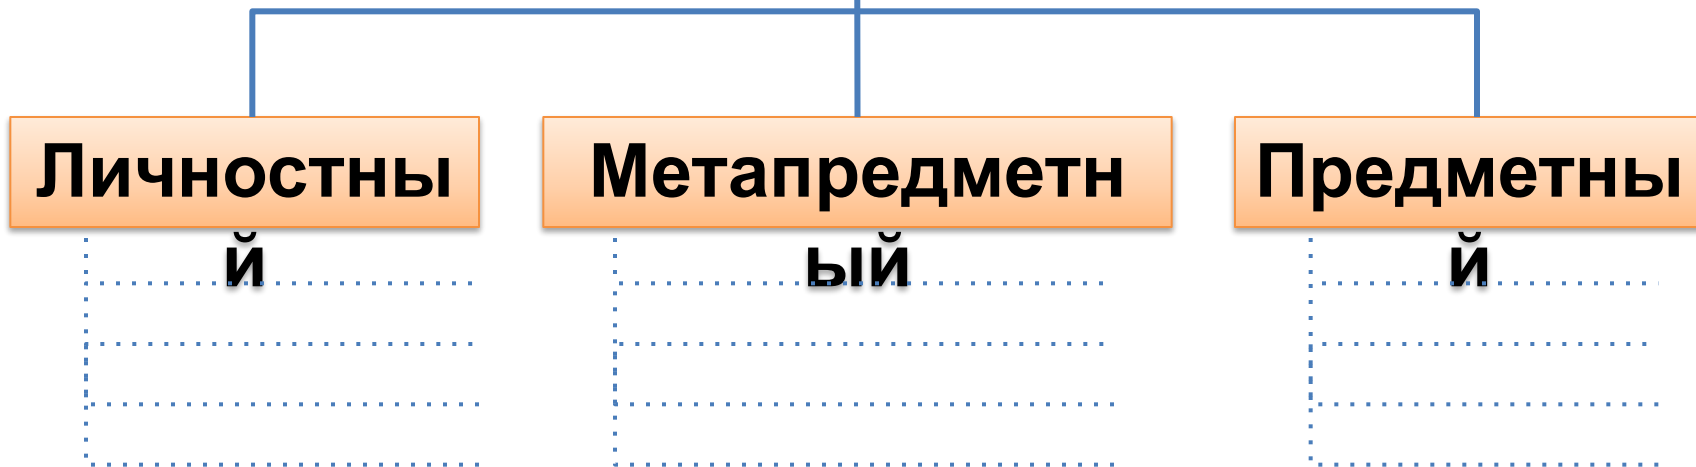 Личностны
й
Метапредметн
ый
Предметны
й